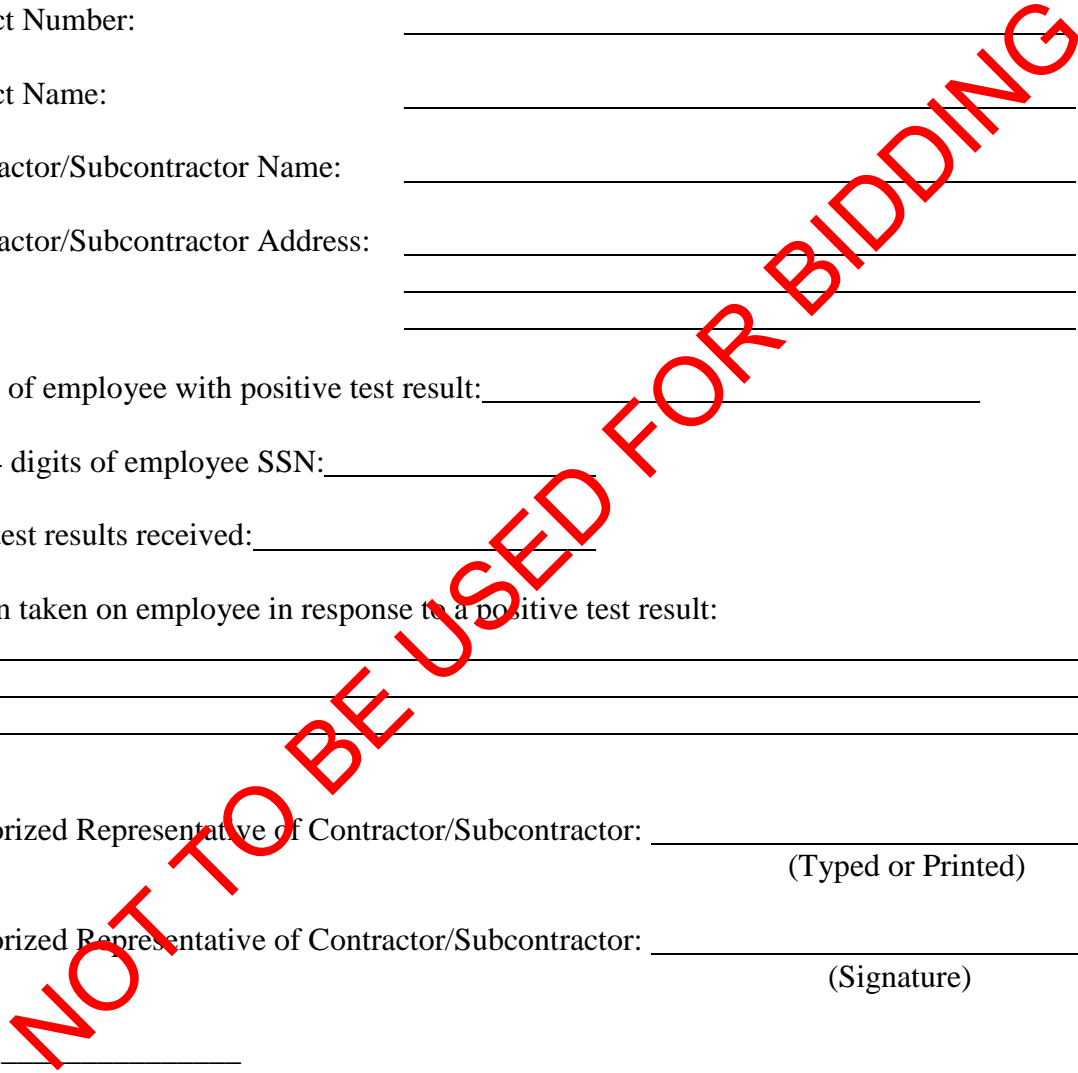 ct Number:
ct Name:
actor/Subcontractor Name:
actor/Subcontractor Address:
of employee with positive test result:
digits of employee SSN:
est results received:
n taken on employee in response to a positive test result:
orized Representative of Contractor/Subcontractor:
(Typed or Printed)
orized Representative of Contractor/Subcontractor:
(Signature)
NOT TO BE USED FOR BIDDING